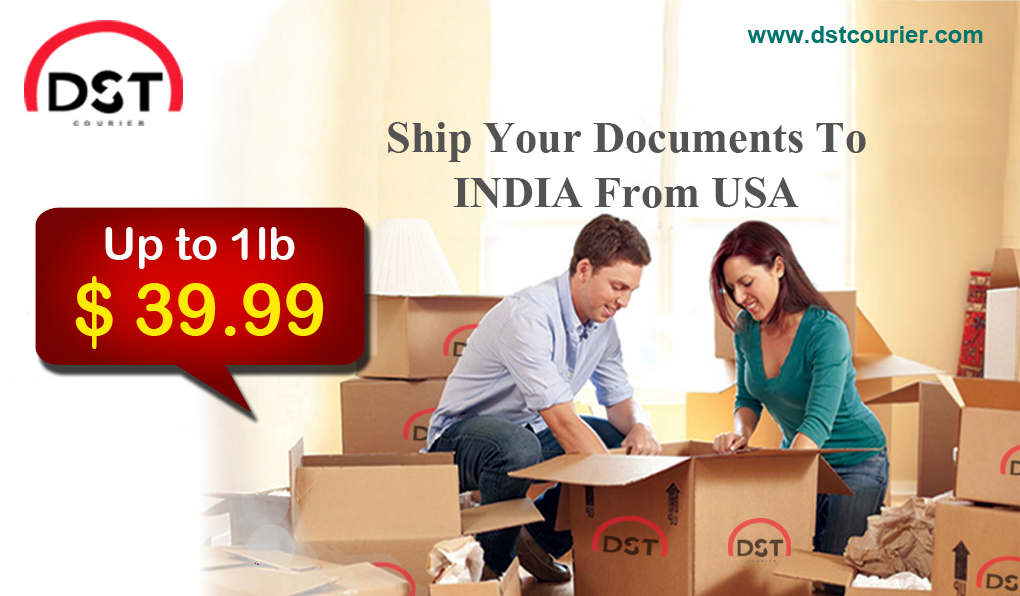 DST
COURIER
www.dstcourier.com
Ship Your Documents To
INDIA From USA
Up to 1lb
$ 39.99
DST
DST
DST